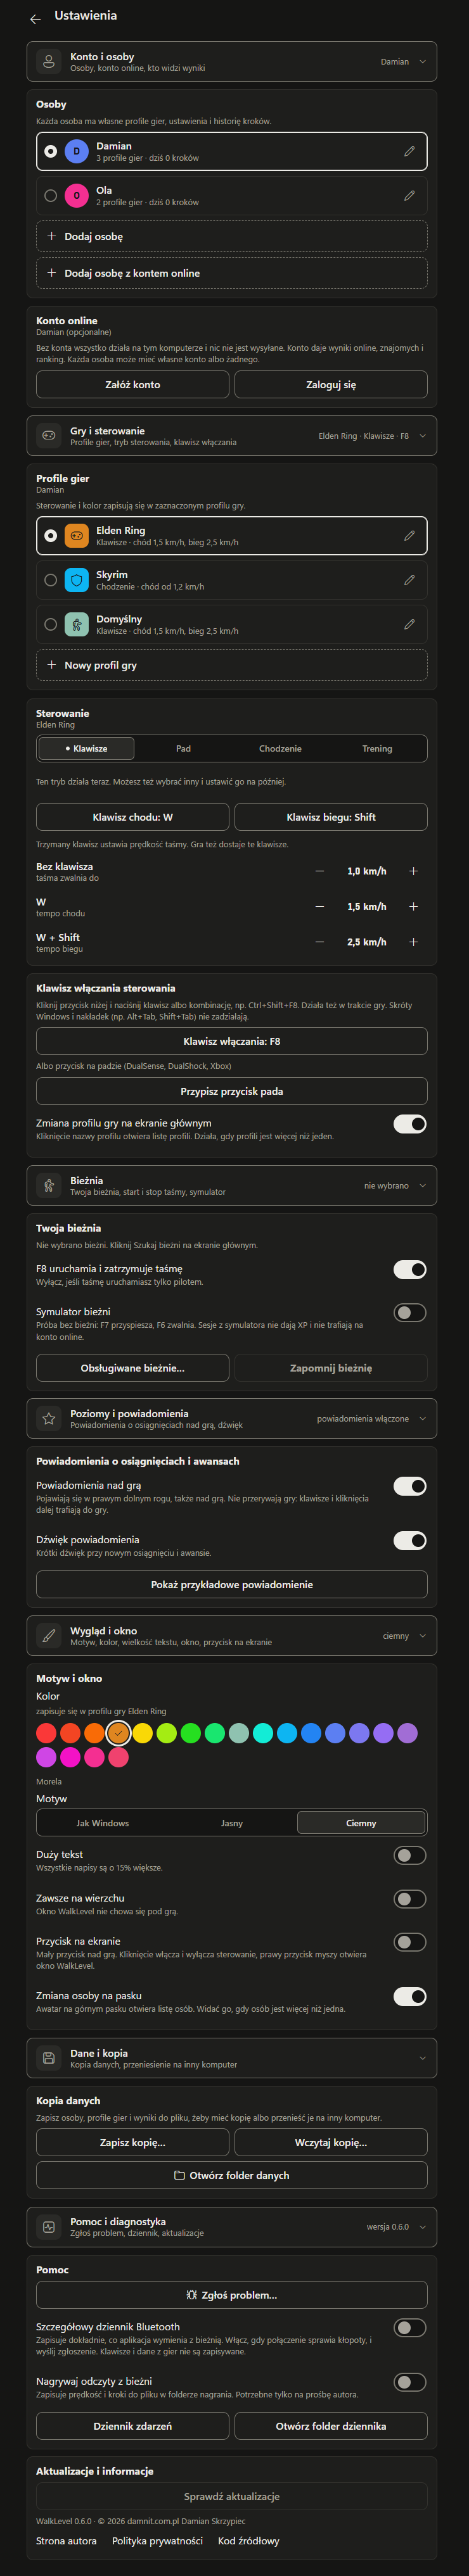 Ustawienia
Konto i osoby
Osoby, konto online, kto widzi wyniki
Damian
Osoby
Każda osoba ma własne profile gier, ustawienia i historię kroków.
D
Damian
3 profile gier · dziś 0 kroków
O
Ola
2 profile gier · dziś 0 kroków
Dodaj osobę
Dodaj osobę z kontem online
Konto online
Damian (opcjonalne)
Bez konta wszystko działa na tym komputerze i nic nie jest wysyłane. Konto daje wyniki online, znajomych i
ranking. Każda osoba może mieć własne konto albo żadnego.
Załóż konto
Zaloguj się
Gry i sterowanie
Profile gier, tryb sterowania, klawisz włączania
Elden Ring · Klawisze · F8
Profile gier
Damian
Sterowanie i kolor zapisują się w zaznaczonym profilu gry.
Elden Ring
Klawisze · chód 1,5 km/h, bieg 2,5 km/h
Skyrim
Chodzenie · chód od 1,2 km/h
Domyślny
Klawisze · chód 1,5 km/h, bieg 2,5 km/h
Nowy profil gry
Sterowanie
Elden Ring
• Klawisze
Pad
Chodzenie
Trening
Ten tryb działa teraz. Możesz też wybrać inny i ustawić go na później.
Klawisz chodu: W
Klawisz biegu: Shift
Trzymany klawisz ustawia prędkość taśmy. Gra też dostaje te klawisze.
Bez klawisza
taśma zwalnia do
1,0 km/h
W
tempo chodu
1,5 km/h
W + Shift
tempo biegu
2,5 km/h
Klawisz włączania sterowania
Kliknij przycisk niżej i naciśnij klawisz albo kombinację, np. Ctrl+Shift+F8. Działa też w trakcie gry. Skróty
Windows i nakładek (np. Alt+Tab, Shift+Tab) nie zadziałają.
Klawisz włączania: F8
Albo przycisk na padzie (DualSense, DualShock, Xbox)
Przypisz przycisk pada
Zmiana profilu gry na ekranie głównym
Kliknięcie nazwy profilu otwiera listę profili. Działa, gdy profili jest więcej niż jeden.
Bieżnia
Twoja bieżnia, start i stop taśmy, symulator
nie wybrano
Twoja bieżnia
Nie wybrano bieżni. Kliknij Szukaj bieżni na ekranie głównym.
F8 uruchamia i zatrzymuje taśmę
Wyłącz, jeśli taśmę uruchamiasz tylko pilotem.
Symulator bieżni
Próba bez bieżni: F7 przyspiesza, F6 zwalnia. Sesje z symulatora nie dają XP i nie trafiają na
konto online.
Obsługiwane bieżnie...
Zapomnij bieżnię
Poziomy i powiadomienia
Powiadomienia o osiągnięciach nad grą, dźwięk
powiadomienia włączone
Powiadomienia o osiągnięciach i awansach
Powiadomienia nad grą
Pojawiają się w prawym dolnym rogu, także nad grą. Nie przerywają gry: klawisze i kliknięcia
dalej trafiają do gry.
Dźwięk powiadomienia
Krótki dźwięk przy nowym osiągnięciu i awansie.
Pokaż przykładowe powiadomienie
Wygląd i okno
Motyw, kolor, wielkość tekstu, okno, przycisk na ekranie
ciemny
Motyw i okno
Kolor
zapisuje się w profilu gry Elden Ring
Morela
Motyw
Jak Windows
Jasny
Ciemny
Duży tekst
Wszystkie napisy są o 15% większe.
Zawsze na wierzchu
Okno WalkLevel nie chowa się pod grą.
Przycisk na ekranie
Mały przycisk nad grą. Kliknięcie włącza i wyłącza sterowanie, prawy przycisk myszy otwiera
okno WalkLevel.
Zmiana osoby na pasku
Awatar na górnym pasku otwiera listę osób. Widać go, gdy osób jest więcej niż jedna.
Dane i kopia
Kopia danych, przeniesienie na inny komputer
Kopia danych
Zapisz osoby, profile gier i wyniki do pliku, żeby mieć kopię albo przenieść je na inny komputer.
Zapisz kopię...
Wczytaj kopię...
Otwórz folder danych
Pomoc i diagnostyka
Zgłoś problem, dziennik, aktualizacje
wersja 0.6.0
Pomoc
Zgłoś problem...
Szczegółowy dziennik Bluetooth
Zapisuje dokładnie, co aplikacja wymienia z bieżnią. Włącz, gdy połączenie sprawia kłopoty, i
wyślij zgłoszenie. Klawisze i dane z gier nie są zapisywane.
Nagrywaj odczyty z bieżni
Zapisuje prędkość i kroki do pliku w folderze nagrania. Potrzebne tylko na prośbę autora.
Dziennik zdarzeń
Otwórz folder dziennika
Aktualizacje i informacje
Sprawdź aktualizacje
WalkLevel 0.6.0 · © 2026 damnit.com.pl Damian Skrzypiec
Strona autora
Polityka prywatności
Kod źródłowy